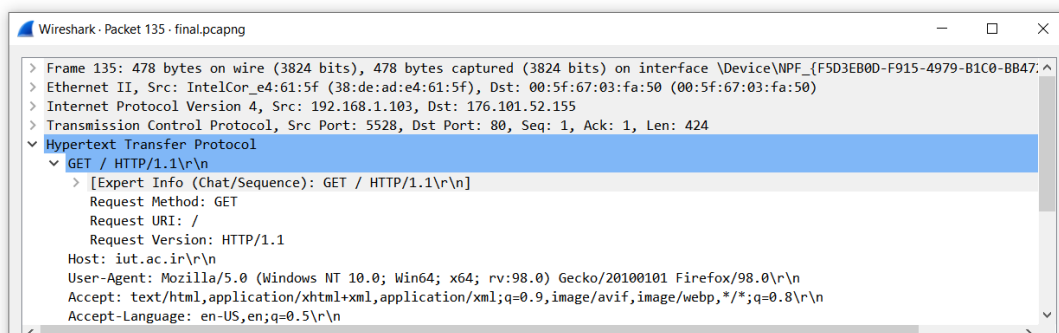 Wireshark · Packet 135 · final.pcapng
Frame 135: 478 bytes on wire (3824 bits), 478 bytes captured (3824 bits) on interface \Device\NPF_{F5D3EB0D-F915-4979-B1C0-BB472
Ethernet II, Src: IntelCor_e4:61:5f (38:de:ad:e4:61:5f), Dst: 00:5f:67:03:fa:50 (00:5f:67:03:fa:50)
Internet Protocol Version 4, Src: 192.168.1.103, Dst: 176.101.52.155
Transmission Control Protocol, Src Port: 5528, Dst Port: 80, Seq: 1, Ack: 1, Len: 424
Hypertext Transfer Protocol
GET / HTTP/1.1\r\n
[Expert Info (Chat/Sequence): GET / HTTP/1.1\r\n]
Request Method: GET
Request URI: /
Request Version: HTTP/1.1
Host: iut.ac.ir\r\n
User-Agent: Mozilla/5.0 (Windows NT 10.0; Win64; x64; rv:98.0) Gecko/20100101 Firefox/98.0\r\n
Accept: text/html,application/xhtml+xml,application/xml;q=0.9,image/avif,image/webp,*/*;q=0.8\r\n
Accept-Language: en-US,en;q=0.5\r\n